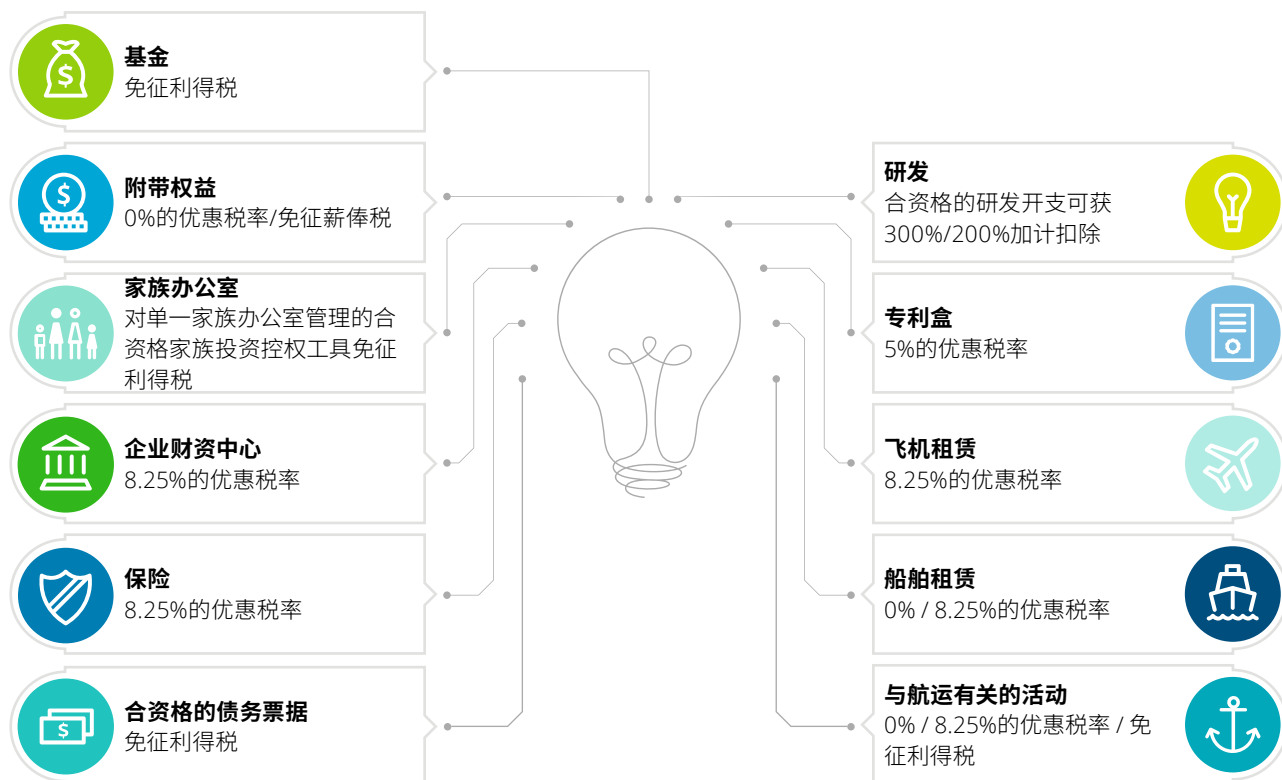 基金
免征利得税
附带权益
0%的优惠税率/免征薪俸税
家族办公室
对单一家族办公室管理的合
资格家族投资控权工具免征
利得税
企业财资中心
8.25%的优惠税率
保险
8.25%的优惠税率
合资格的债务票据
免征利得税
研发
合资格的研发开支可获
300%/200%加计扣除
专利盒
5%的优惠税率
飞机租赁
8.25%的优惠税率
船舶租赁
0% / 8.25%的优惠税率
与航运有关的活动
0% / 8.25%的优惠税率 / 免
征利得税